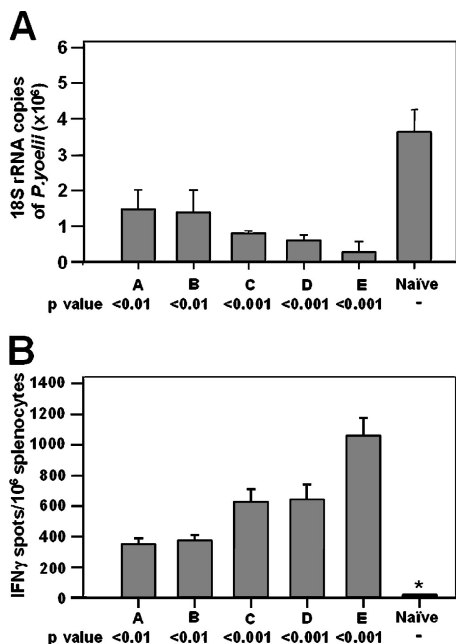 A
18S rRNA copies
of P.yoelii (x10⁶)
6
5
4
3
2
1
0
A B C D E Naïve
p value <0.01 <0.01 <0.001 <0.001 <0.001 -
B
IFNγ spots/10⁶ splenocytes
1400
1200
1000
800
600
400
200
0
*
A B C D E Naïve
p value <0.01 <0.01 <0.001 <0.001 <0.001 -